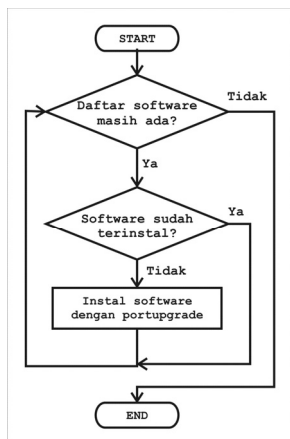 START
Daftar software
masih ada?
Tidak
Ya
Software sudah
terinstal?
Ya
Tidak
Instal software
dengan portupgrade
END